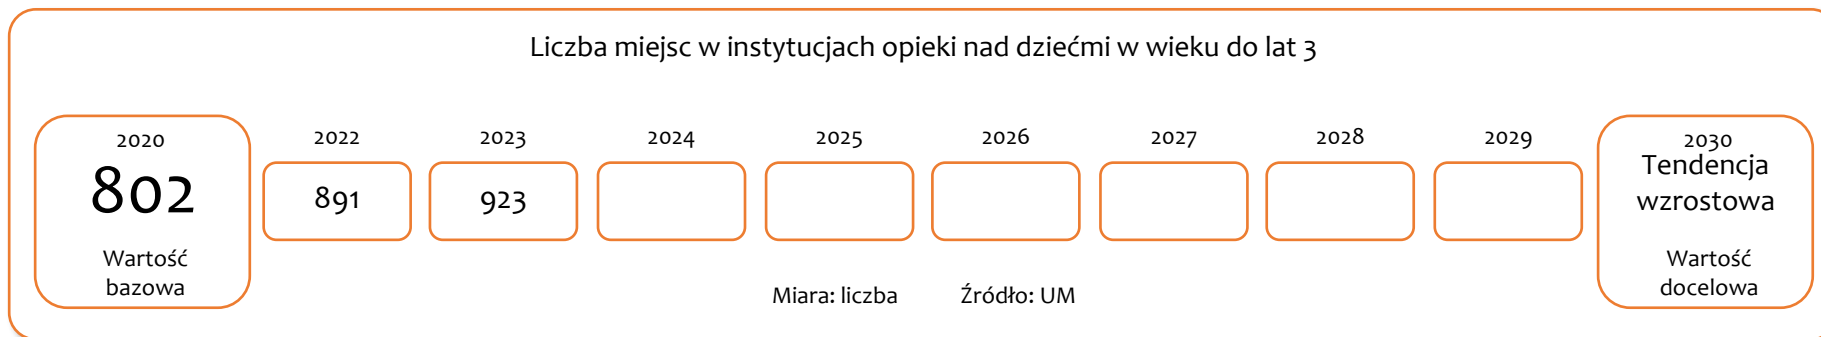 Liczba miejsc w instytucjach opieki nad dziećmi w wieku do lat 3
2020
802
Wartość
bazowa
2022
891
2023
923
2024
2025
2026
2027
2028
2029
2030
Tendencja
wzrostowa
Wartość
docelowa
Miara: liczba
Źródło: UM